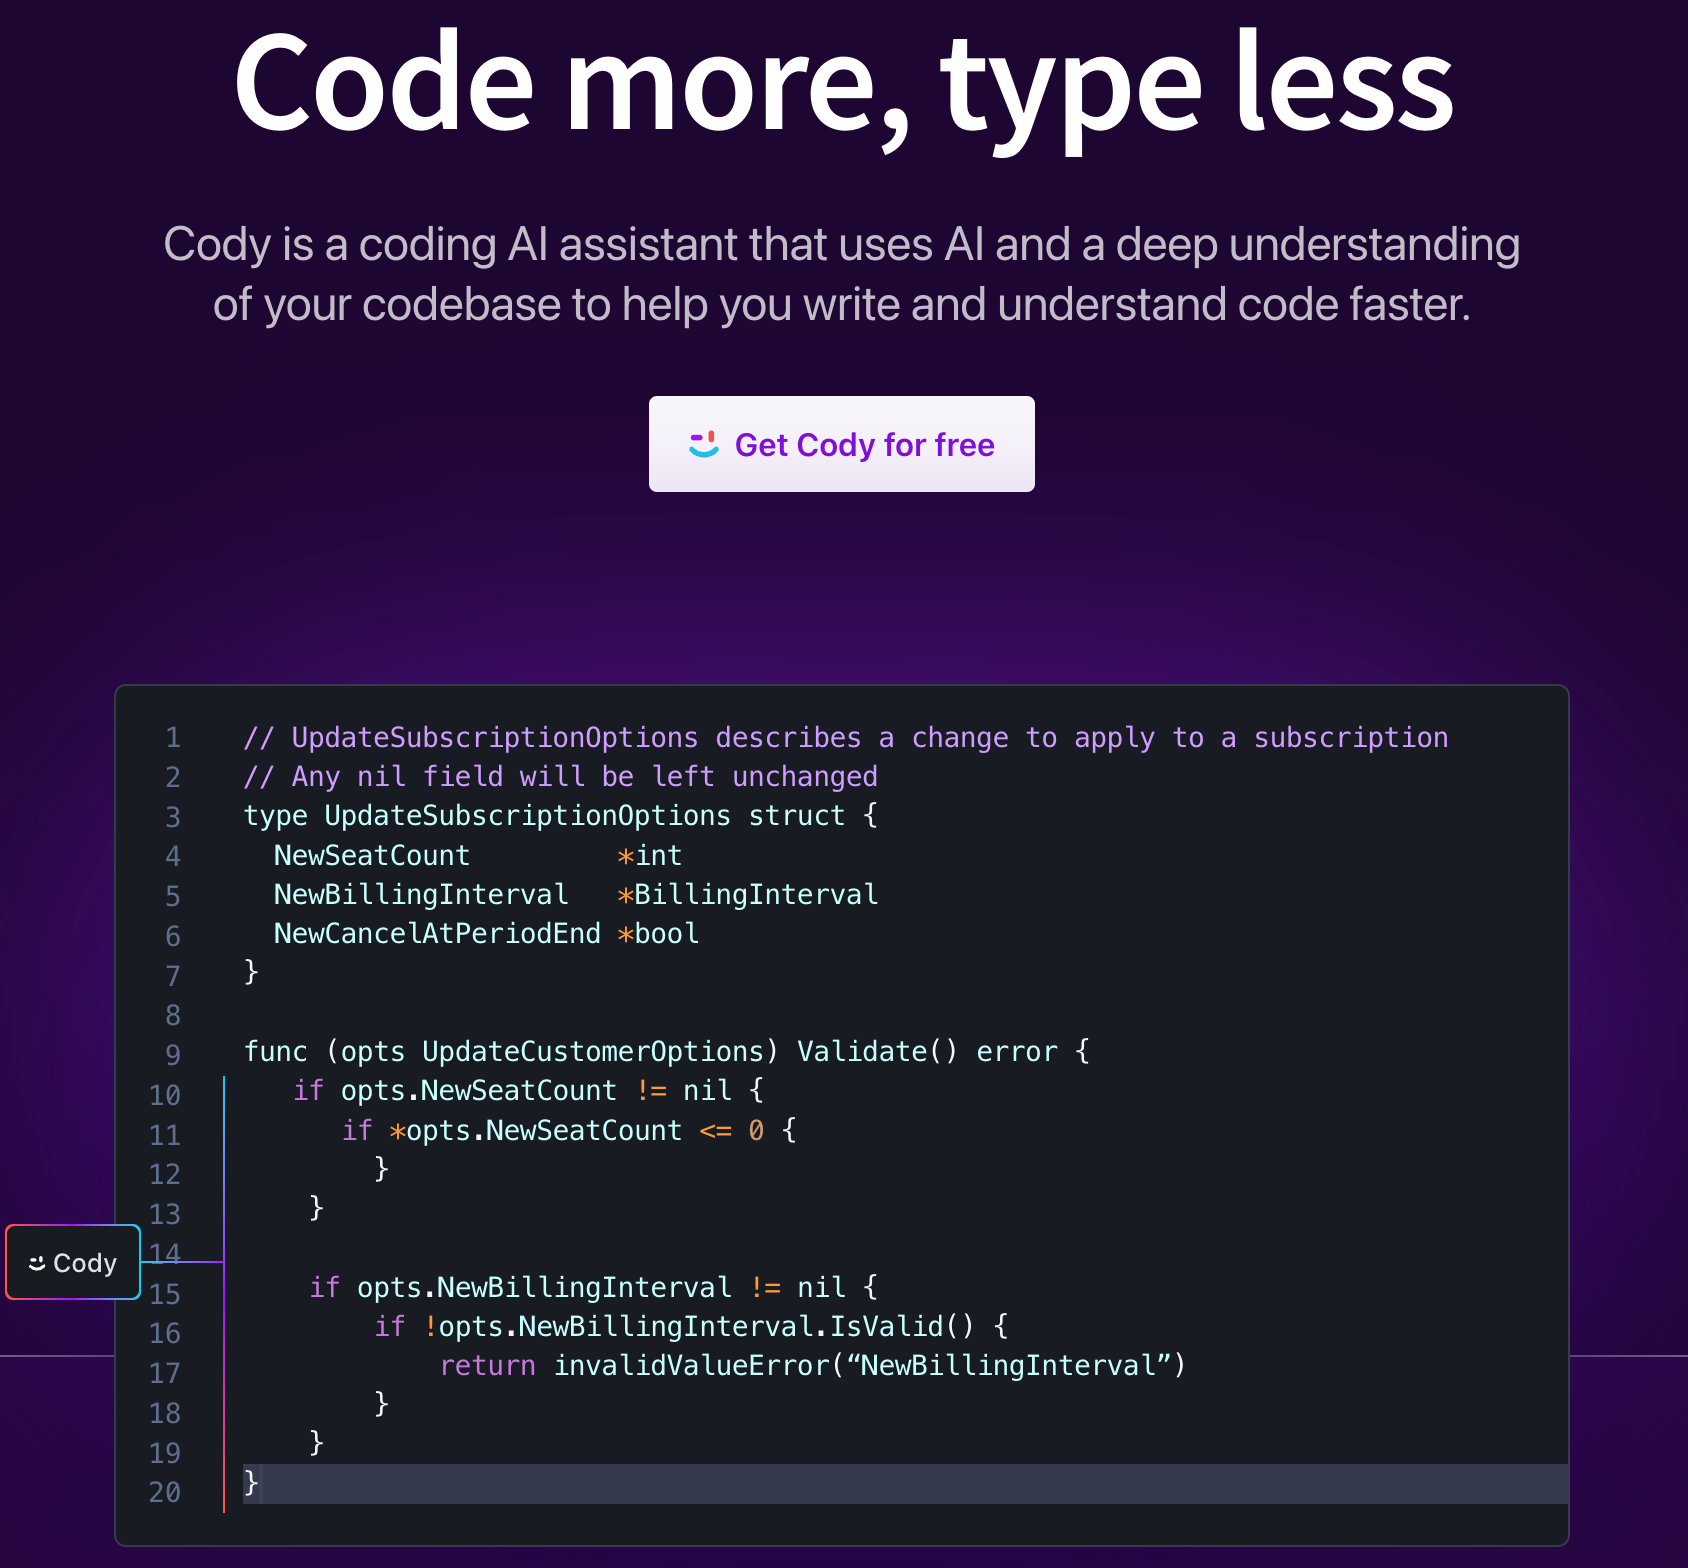 Code more, type less
Cody is a coding AI assistant that uses AI and a deep understanding
of your codebase to help you write and understand code faster.
Get Cody for free
1 // UpdateSubscriptionOptions describes a change to apply to a subscription
2 // Any nil field will be left unchanged
3 type UpdateSubscriptionOptions struct {
4   NewSeatCount         *int
5   NewBillingInterval   *BillingInterval
6   NewCancelAtPeriodEnd *bool
7 }
8
9 func (opts UpdateCustomerOptions) Validate() error {
10    if opts.NewSeatCount != nil {
11       if *opts.NewSeatCount <= 0 {
12         }
13     }
Cody
14
15     if opts.NewBillingInterval != nil {
16         if !opts.NewBillingInterval.IsValid() {
17             return invalidValueError(“NewBillingInterval”)
18         }
19     }
20 }